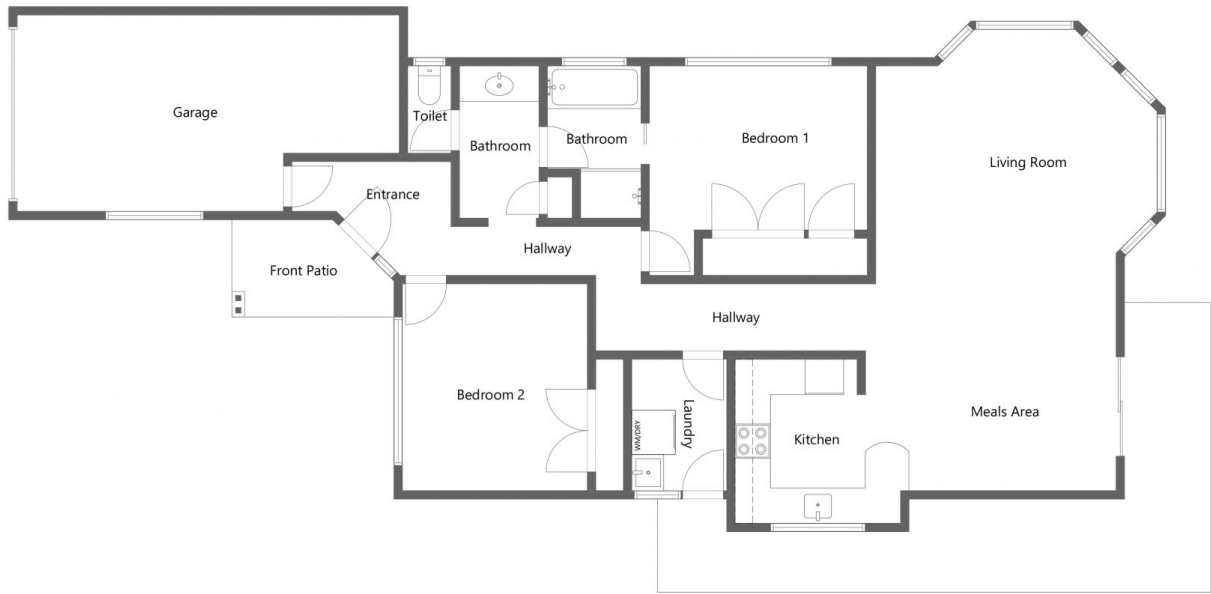 Garage
Toilet
Bathroom
Bathroom
Bedroom 1
Living Room
Entrance
Hallway
Front Patio
Hallway
Bedroom 2
Laundry
WM/DRY
Kitchen
Meals Area